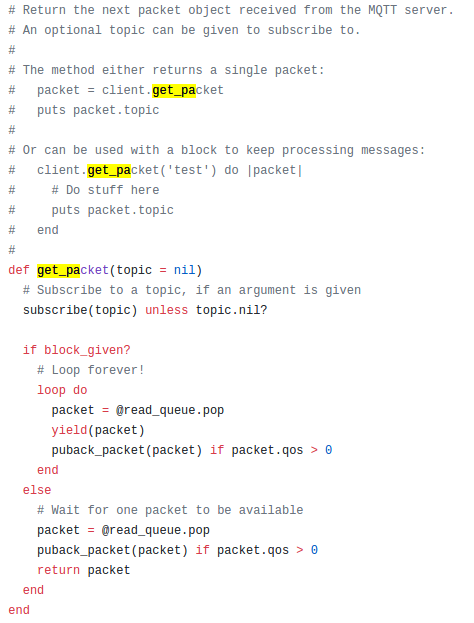 # Return the next packet object received from the MQTT server.
# An optional topic can be given to subscribe to.
#
# The method either returns a single packet:
#   packet = client.get_packet
#   puts packet.topic
#
# Or can be used with a block to keep processing messages:
#   client.get_packet('test') do |packet|
#     # Do stuff here
#     puts packet.topic
#   end
#
def get_packet(topic = nil)
  # Subscribe to a topic, if an argument is given
  subscribe(topic) unless topic.nil?

  if block_given?
    # Loop forever!
    loop do
      packet = @read_queue.pop
      yield(packet)
      puback_packet(packet) if packet.qos > 0
    end
  else
    # Wait for one packet to be available
    packet = @read_queue.pop
    puback_packet(packet) if packet.qos > 0
    return packet
  end
end